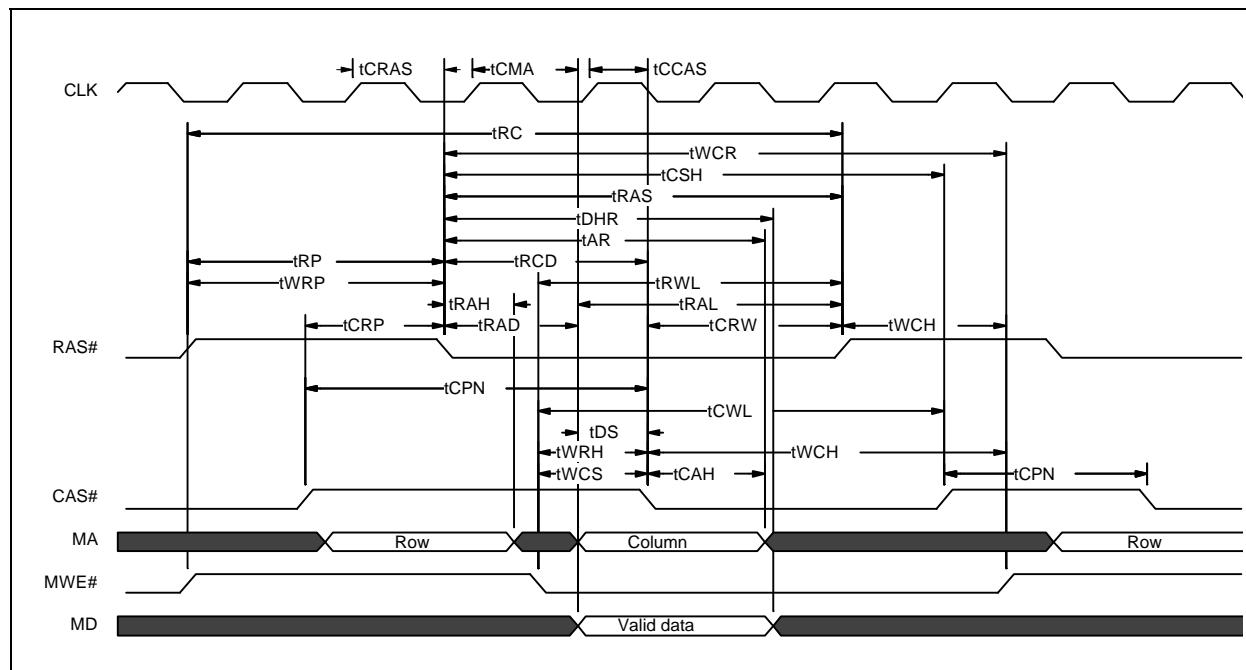 tCRAS tCMA tCCAS
CLK
tRC
tWCR
tCSH
tRAS
tDHR
tAR
tRP tRCD
tWRP tRWL
tRAH tRAL
tCRP tRAD tCRW tWCH
RAS#
tCPN
tCWL
tDS
tWRH tWCH
tWCS tCAH tCPN
CAS#
MA Row Column Row
MWE#
MD Valid data